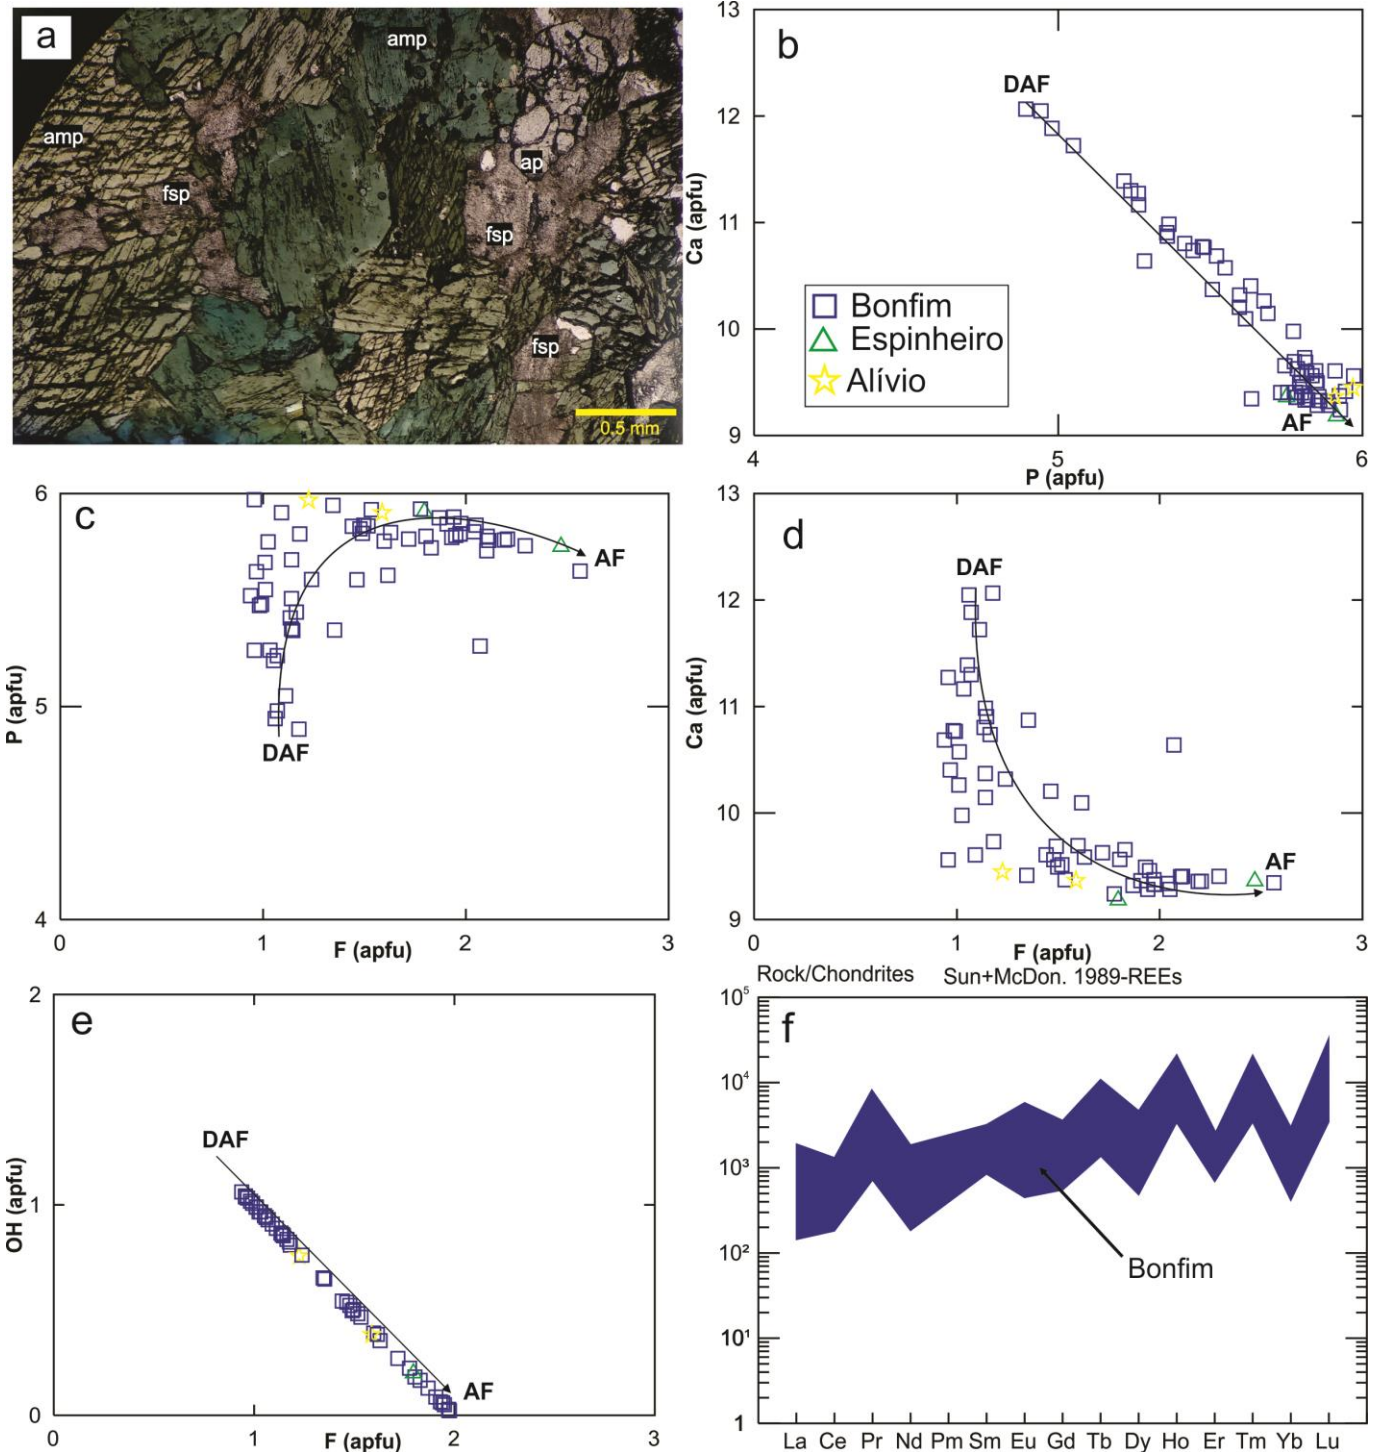 a
amp
amp
fsp
ap
fsp
fsp
0.5 mm
b
13
12
11
10
9
Ca (apfu)
DAF
Bonfim
Espinheiro
Alívio
AF
4
5
6
P (apfu)
c
6
5
4
P (apfu)
AF
DAF
0
1
2
3
F (apfu)
d
13
12
11
10
9
Ca (apfu)
DAF
AF
0
1
2
3
F (apfu)
e
2
1
0
OH (apfu)
DAF
AF
0
1
2
3
F (apfu)
Rock/Chondrites Sun+McDon. 1989-REEs
f
10⁵
10⁴
10³
10²
10¹
1
Bonfim
La Ce Pr Nd Pm Sm Eu Gd Tb Dy Ho Er Tm Yb Lu